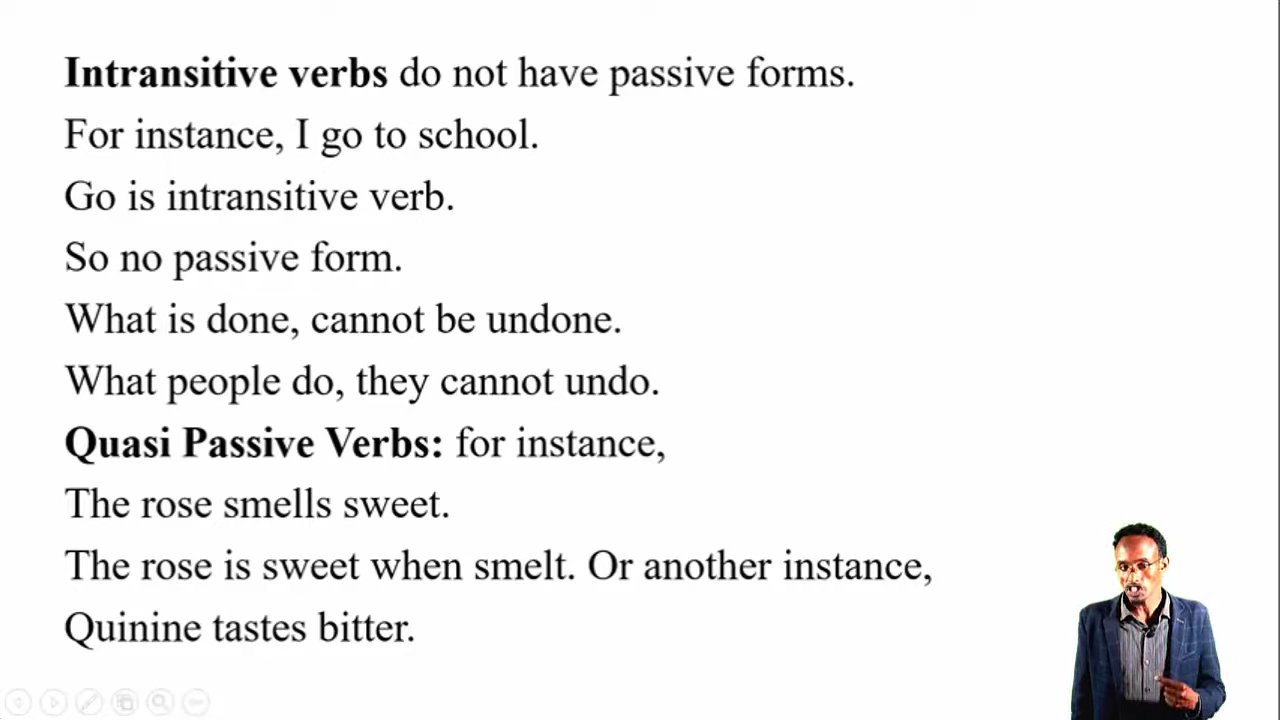 Intransitive verbs do not have passive forms.
For instance, I go to school.
Go is intransitive verb.
So no passive form.
What is done, cannot be undone.
What people do, they cannot undo.
Quasi Passive Verbs: for instance,
The rose smells sweet.
The rose is sweet when smelt. Or another instance,
Quinine tastes bitter.